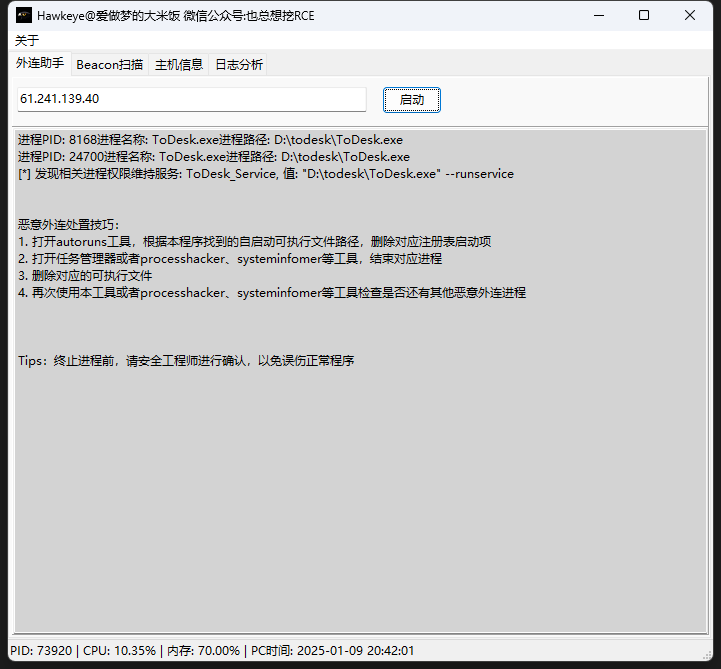 Hawkeye@爱做梦的大米饭 微信公众号:也总想挖RCE
关于
外连助手 Beacon扫描 主机信息 日志分析
61.241.139.40 启动
进程PID: 8168进程名称: ToDesk.exe进程路径: D:\todesk\ToDesk.exe
进程PID: 24700进程名称: ToDesk.exe进程路径: D:\todesk\ToDesk.exe
[*] 发现相关进程权限维持服务: ToDesk_Service, 值: "D:\todesk\ToDesk.exe" --runservice
恶意外连处置技巧：
1. 打开autoruns工具，根据本程序找到的自启动可执行文件路径，删除对应注册表启动项
2. 打开任务管理器或者processhacker、systeminfomer等工具，结束对应进程
3. 删除对应的可执行文件
4. 再次使用本工具或者processhacker、systeminfomer等工具检查是否还有其他恶意外连进程
Tips：终止进程前，请安全工程师进行确认，以免误伤正常程序
PID: 73920 | CPU: 10.35% | 内存: 70.00% | PC时间: 2025-01-09 20:42:01